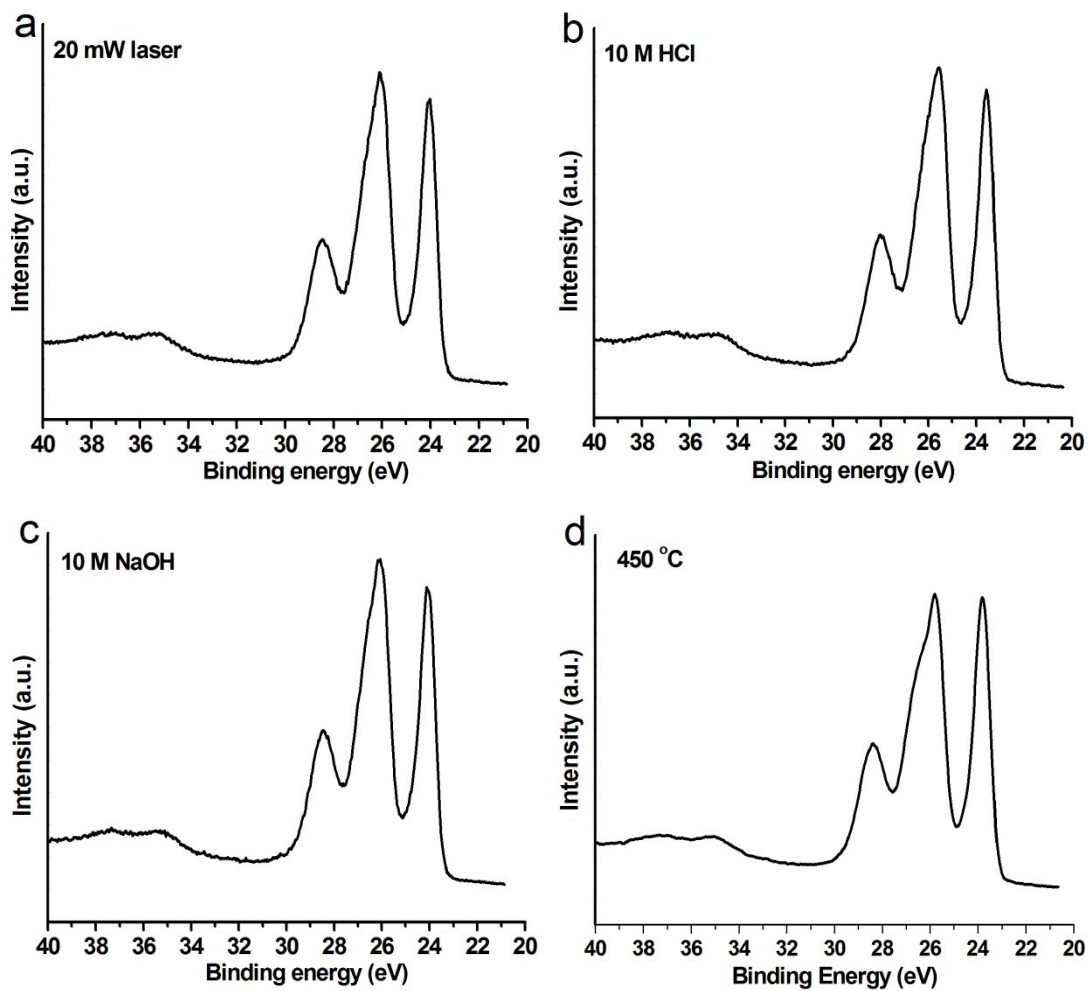 a
20 mW laser
Intensity (a.u.)
40 38 36 34 32 30 28 26 24 22 20
Binding energy (eV)
b
10 M HCl
Intensity (a.u.)
40 38 36 34 32 30 28 26 24 22 20
Binding energy (eV)
c
10 M NaOH
Intensity (a.u.)
40 38 36 34 32 30 28 26 24 22 20
Binding energy (eV)
d
450 °C
Intensity (a.u.)
40 38 36 34 32 30 28 26 24 22 20
Binding Energy (eV)